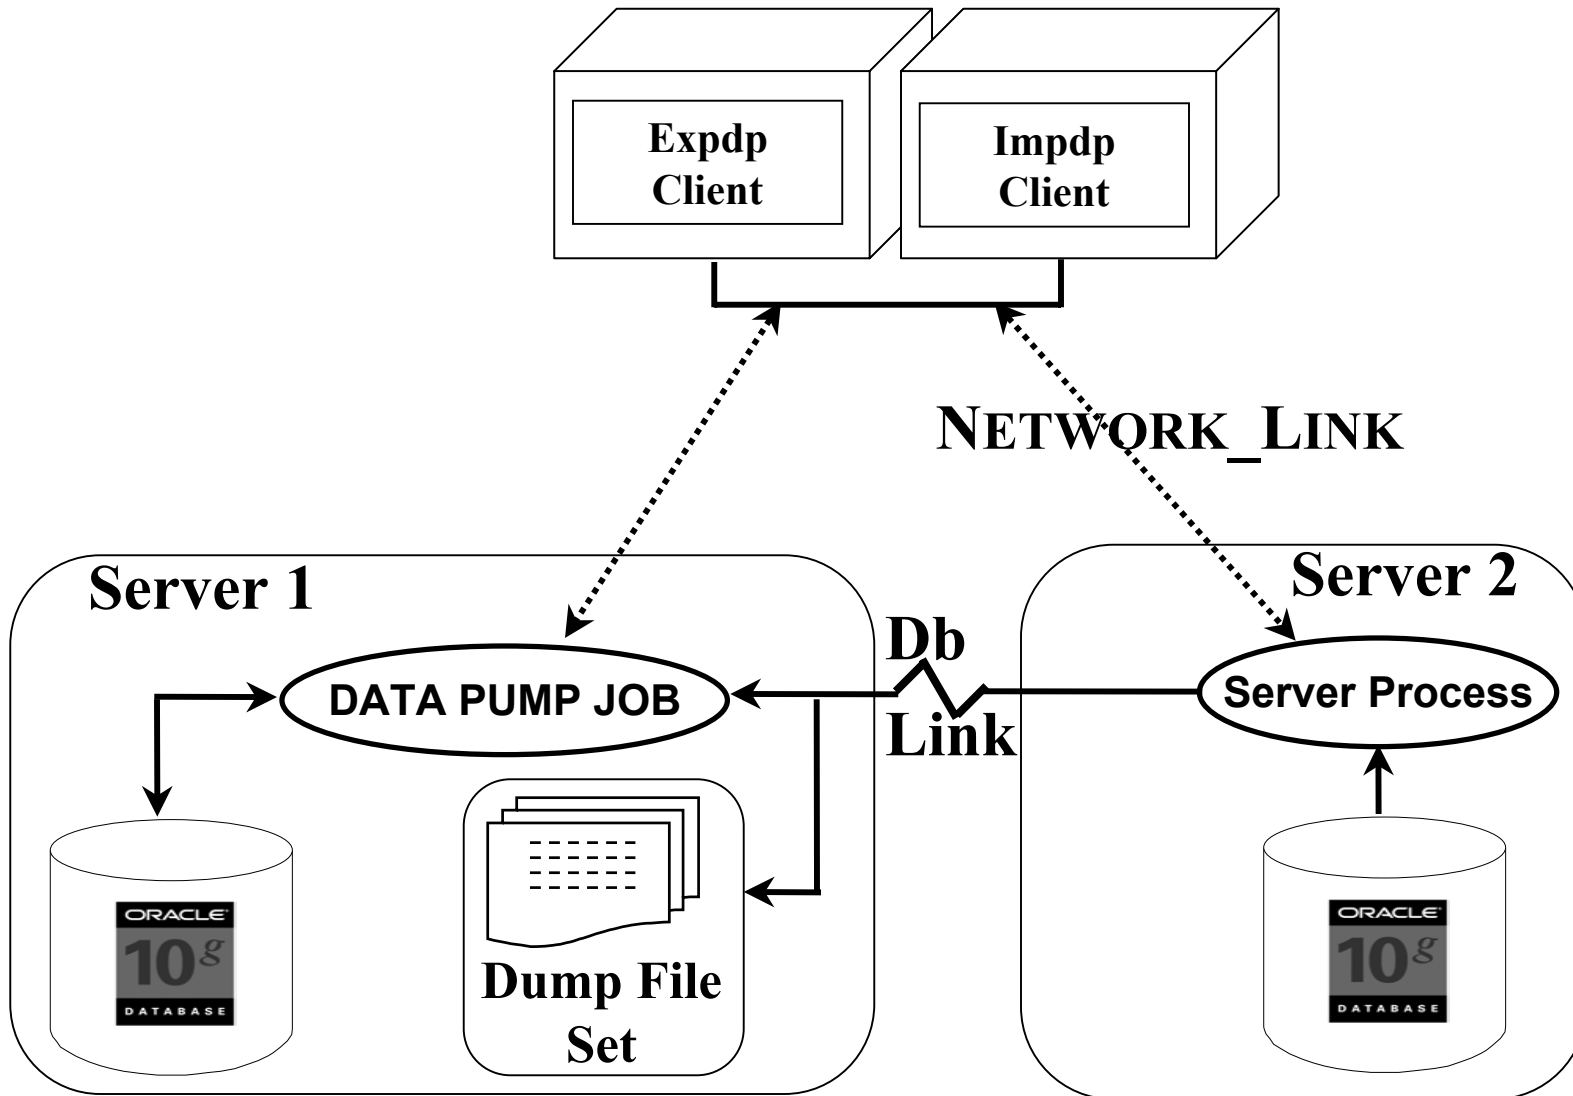 Expdp
Client
Impdp
Client
NETWORK_LINK
Server 1
Server 2
Db
Link
DATA PUMP JOB
Server Process
ORACLE
10g
DATABASE
Dump File
Set
ORACLE
10g
DATABASE